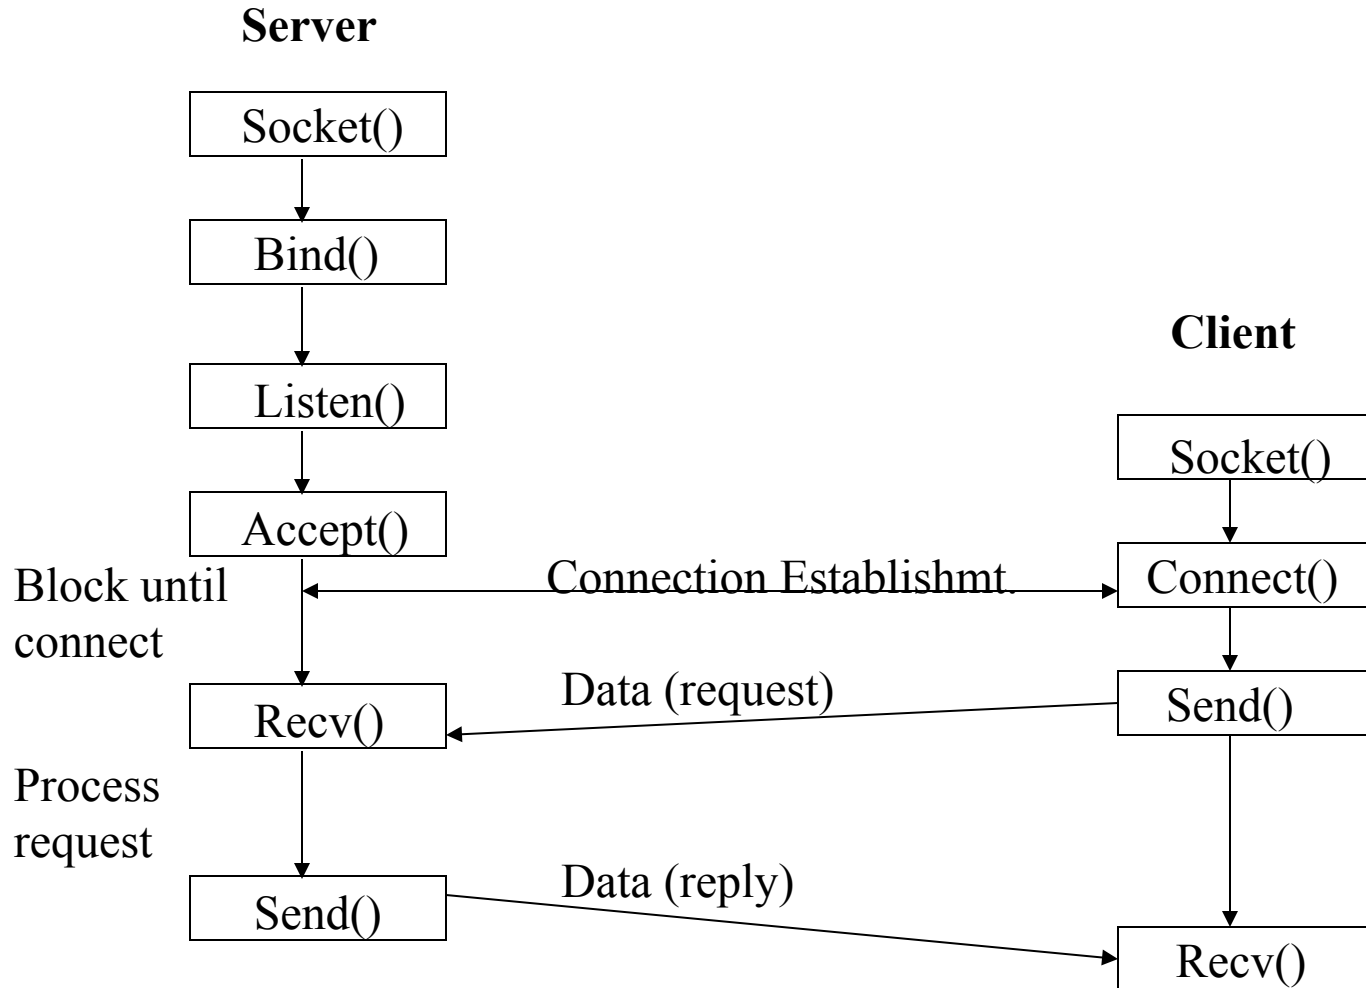 Server
Socket()
Bind()
Client
Listen()
Socket()
Accept()
Block until
connect
Connection Establishmt.
Connect()
Data (request)
Recv()
Send()
Process
request
Data (reply)
Send()
Recv()